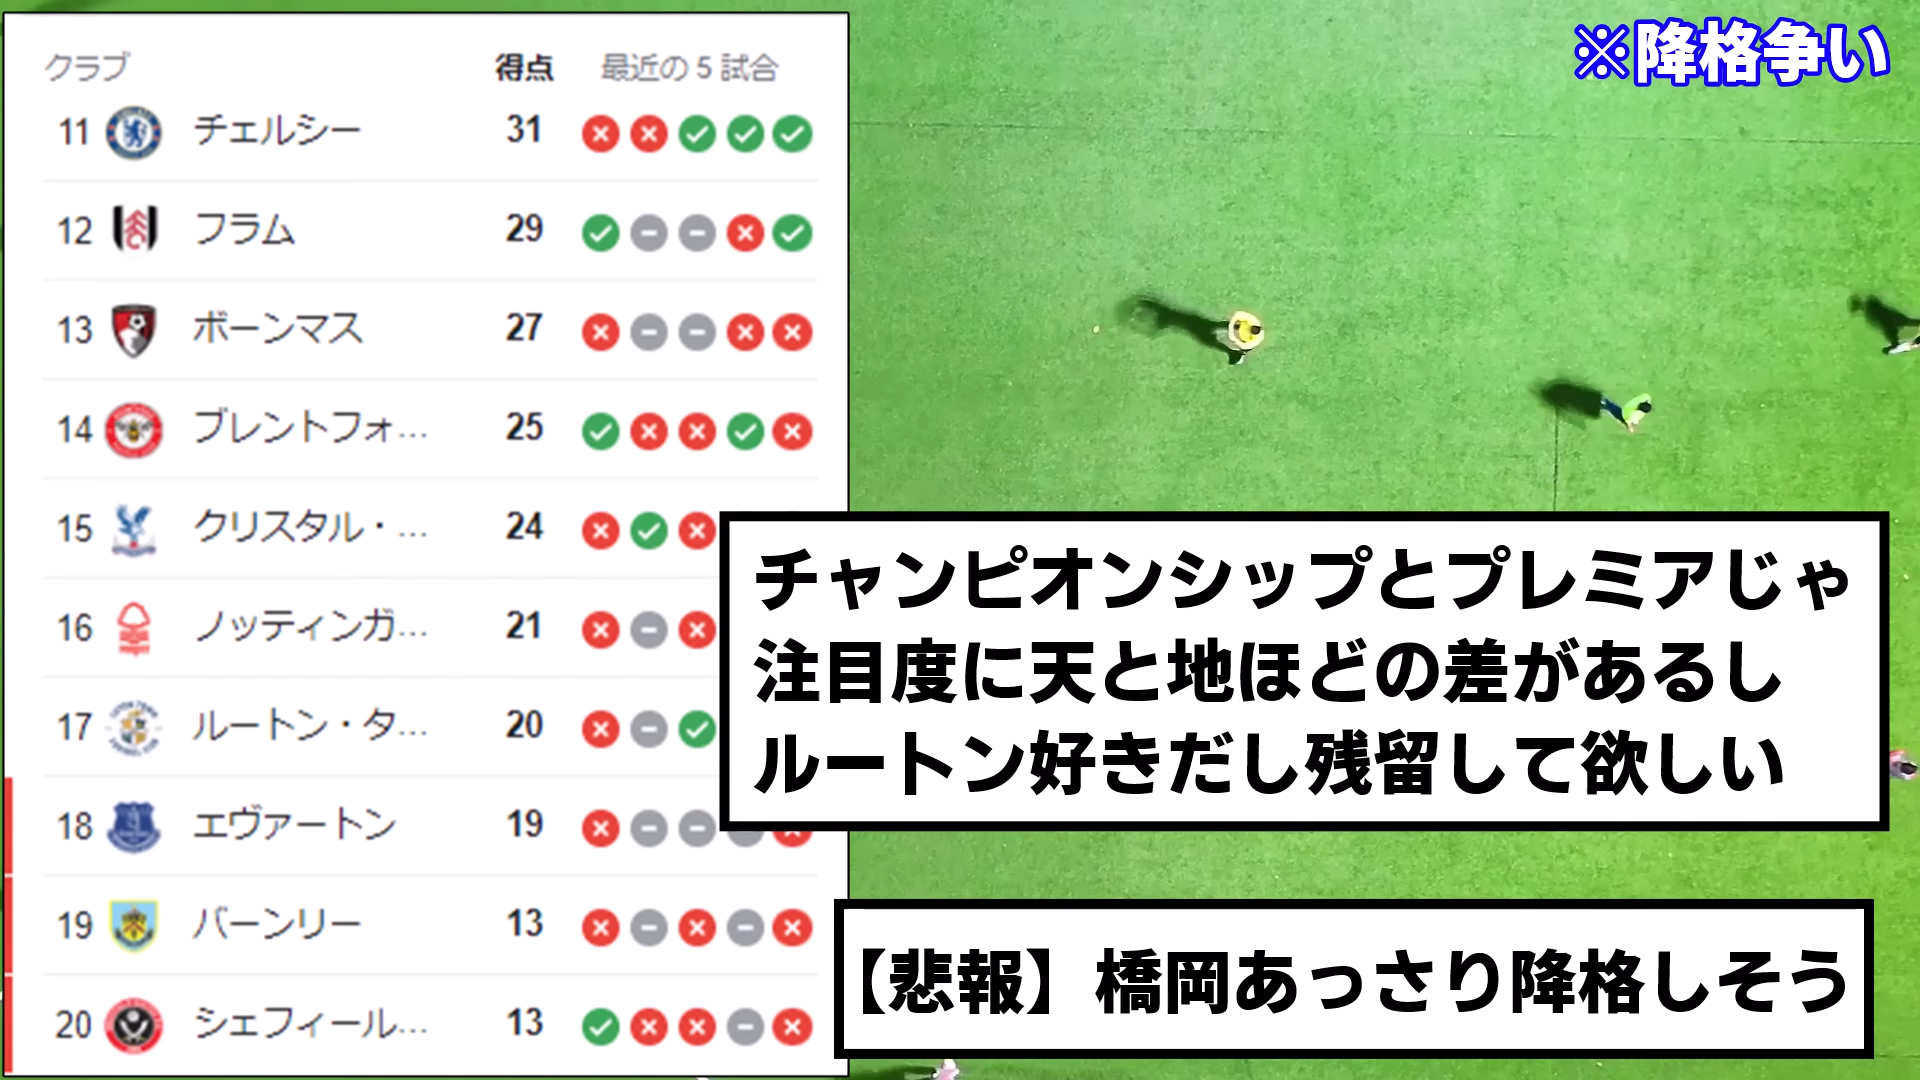 ※降格争い
クラブ 得点 最近の 5 試合
11 チェルシー 31
12 フラム 29
13 ボーンマス 27
14 ブレントフォ... 25
15 クリスタル・... 24
16 ノッティンガ... 21
17 ルートン・タ... 20
18 エヴァートン 19
19 バーンリー 13
20 シェフィール... 13
チャンピオンシップとプレミアじゃ
注目度に天と地ほどの差があるし
ルートン好きだし残留して欲しい
【悲報】橋岡あっさり降格しそう